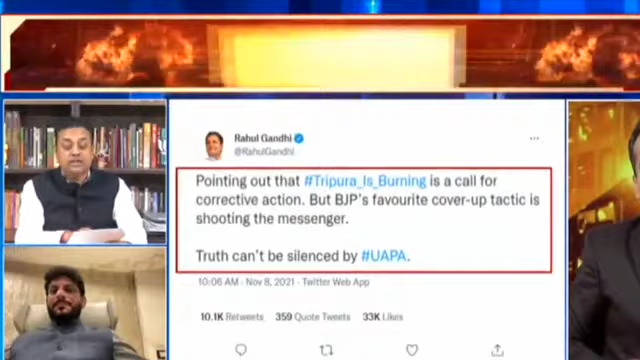 Rahul Gandhi
@RahulGandhi
Pointing out that #Tripura_Is_Burning is a call for
corrective action. But BJP's favourite cover-up tactic is
shooting the messenger.
Truth can't be silenced by #UAPA.
10:06 AM · Nov 8, 2021 · Twitter Web App
10.1K Retweets 359 Quote Tweets 33K Likes